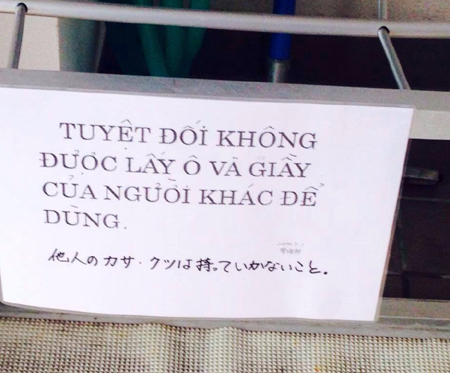 TUYỆT ĐỐI KHÔNG
ĐƯỢC LẤY Ô VÀ GIẦY
CỦA NGƯỜI KHÁC ĐỂ
DÙNG.
他人のカサ・クツは持っていかないこと。